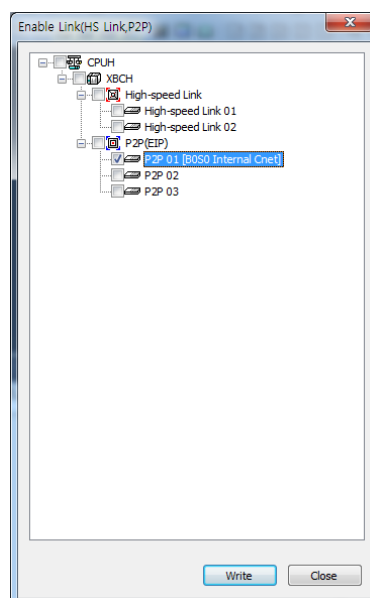 Enable Link(HS Link,P2P)
CPUH
XBCH
High-speed Link
High-speed Link 01
High-speed Link 02
P2P(EIP)
P2P 01 [B0S0 Internal Cnet]
P2P 02
P2P 03
Write
Close